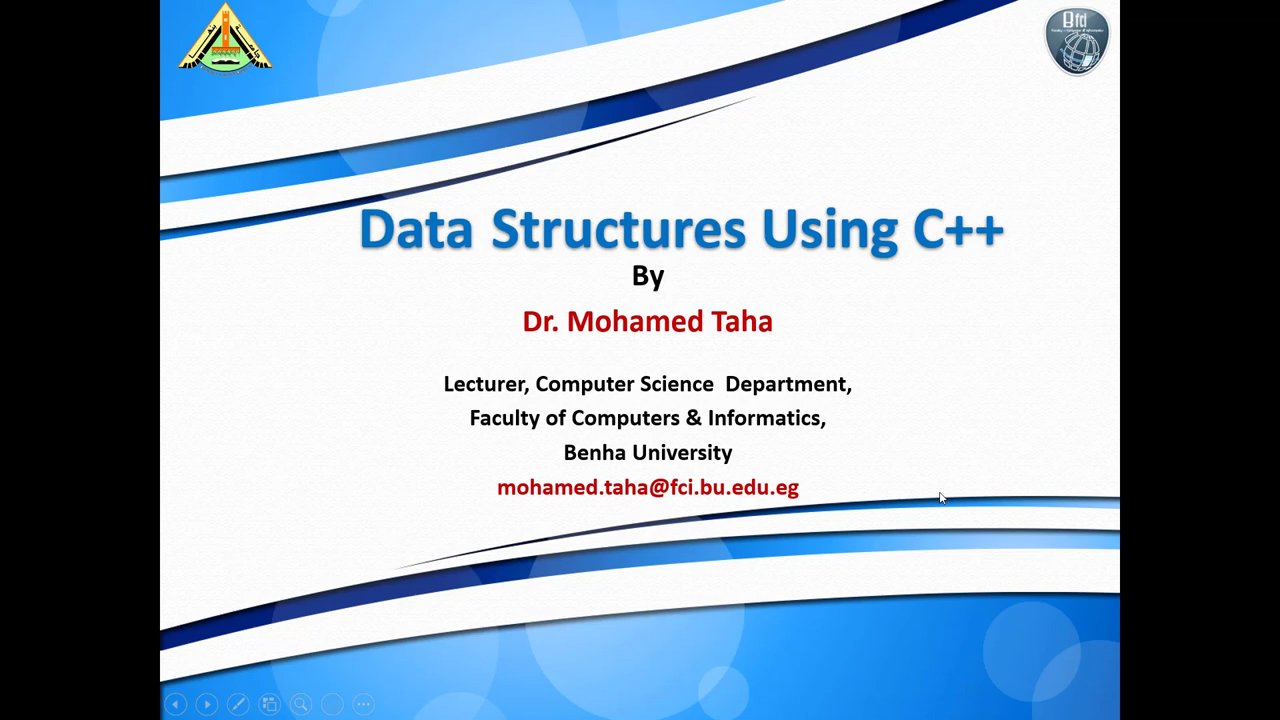 Data Structures Using C++
By
Dr. Mohamed Taha
Lecturer, Computer Science Department,
Faculty of Computers & Informatics,
Benha University
mohamed.taha@fci.bu.edu.eg